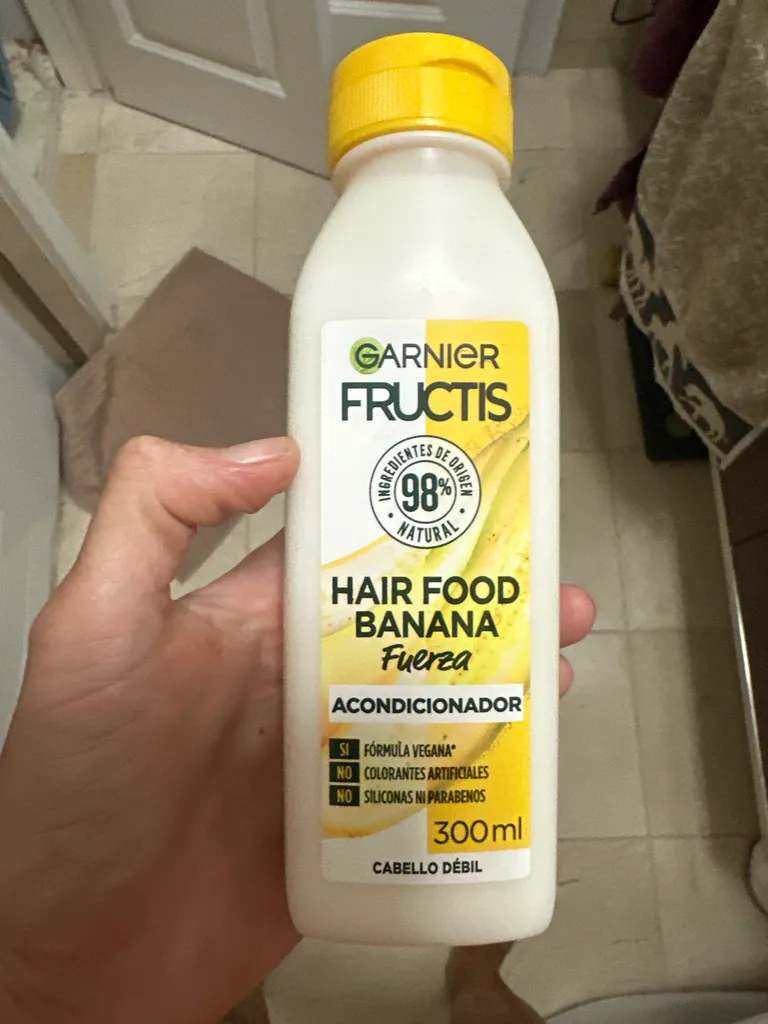 GARNIER
FRUCTIS
INGREDIENTES DE ORIGEN
98%
• NATURAL •
HAIR FOOD
BANANA
Fuerza
ACONDICIONADOR
SI FÓRMULA VEGANA*
NO COLORANTES ARTIFICIALES
NO SILICONAS NI PARABENOS
300ml
CABELLO DÉBIL